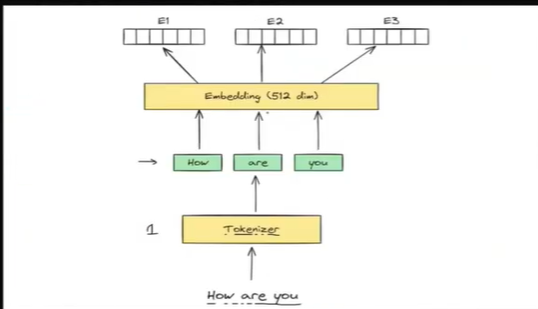 E1 E2 E3
Embedding (512 dim)
How are you
1 Tokenizer
How are you